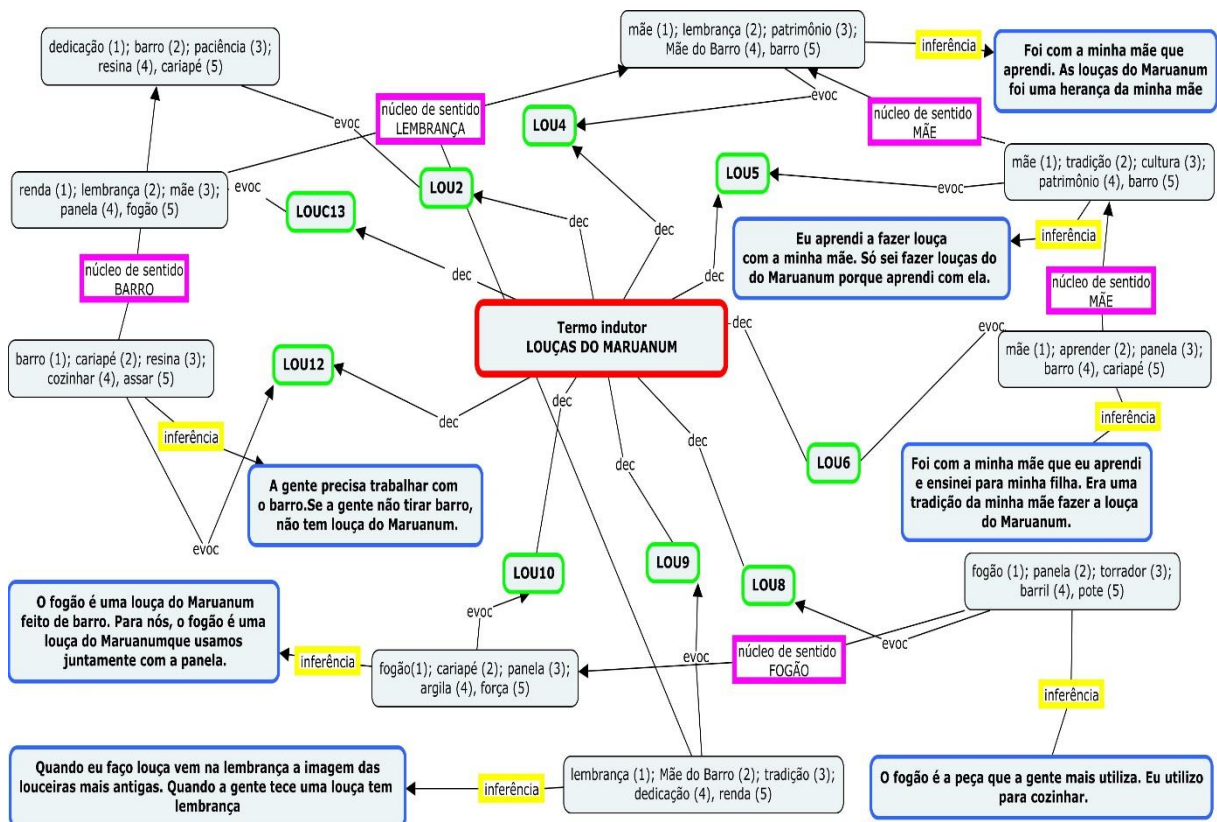 dedicação (1); barro (2); paciência (3);
resina (4), cariapé (5)
mãe (1); lembrança (2); patrimônio (3);
Mãe do Barro (4), barro (5)
inferência
Foi com a minha mãe que
aprendi. As louças do Maruanum
foi uma herança da minha mãe
evoc
núcleo de sentido
LEMBRANÇA
evoc
LOU4
núcleo de sentido
MÃE
renda (1); lembrança (2); mãe (3);
panela (4), fogão (5)
evoc
LOUC13
LOU2
dec
dec
LOU5
evoc
mãe (1); tradição (2); cultura (3);
patrimônio (4), barro (5)
núcleo de sentido
BARRO
dec
dec
Eu aprendi a fazer louça
com a minha mãe. Só sei fazer louças do
do Maruanum porque aprendi com ela.
inferência
núcleo de sentido
MÃE
Termo indutor
LOUÇAS DO MARUANUM
dec
evoc
barro (1); cariapé (2); resina (3);
cozinhar (4), assar (5)
LOU12
mãe (1); aprender (2); panela (3);
barro (4), cariapé (5)
dec
dec
dec
dec
inferência
inferência
LOU6
A gente precisa trabalhar com
o barro.Se a gente não tirar barro,
não tem louça do Maruanum.
Foi com a minha mãe que eu aprendi
e ensinei para minha filha. Era uma
tradição da minha mãe fazer a louça
do Maruanum.
evoc
LOU10
LOU9
LOU8
fogão (1); panela (2); torrador (3);
barril (4), pote (5)
O fogão é uma louça do Maruanum
feito de barro. Para nós, o fogão é uma
louça do Maruanumque usamos
juntamente com a panela.
inferência
evoc
fogão(1); cariapé (2); panela (3);
argila (4), força (5)
evoc
núcleo de sentido
FOGÃO
evoc
inferência
Quando eu faço louça vem na lembrança a imagem das
louceiras mais antigas. Quando a gente tece uma louça tem
lembrança
inferência
lembrança (1); Mãe do Barro (2); tradição (3);
dedicação (4), renda (5)
O fogão é a peça que a gente mais utiliza. Eu utilizo
para cozinhar.